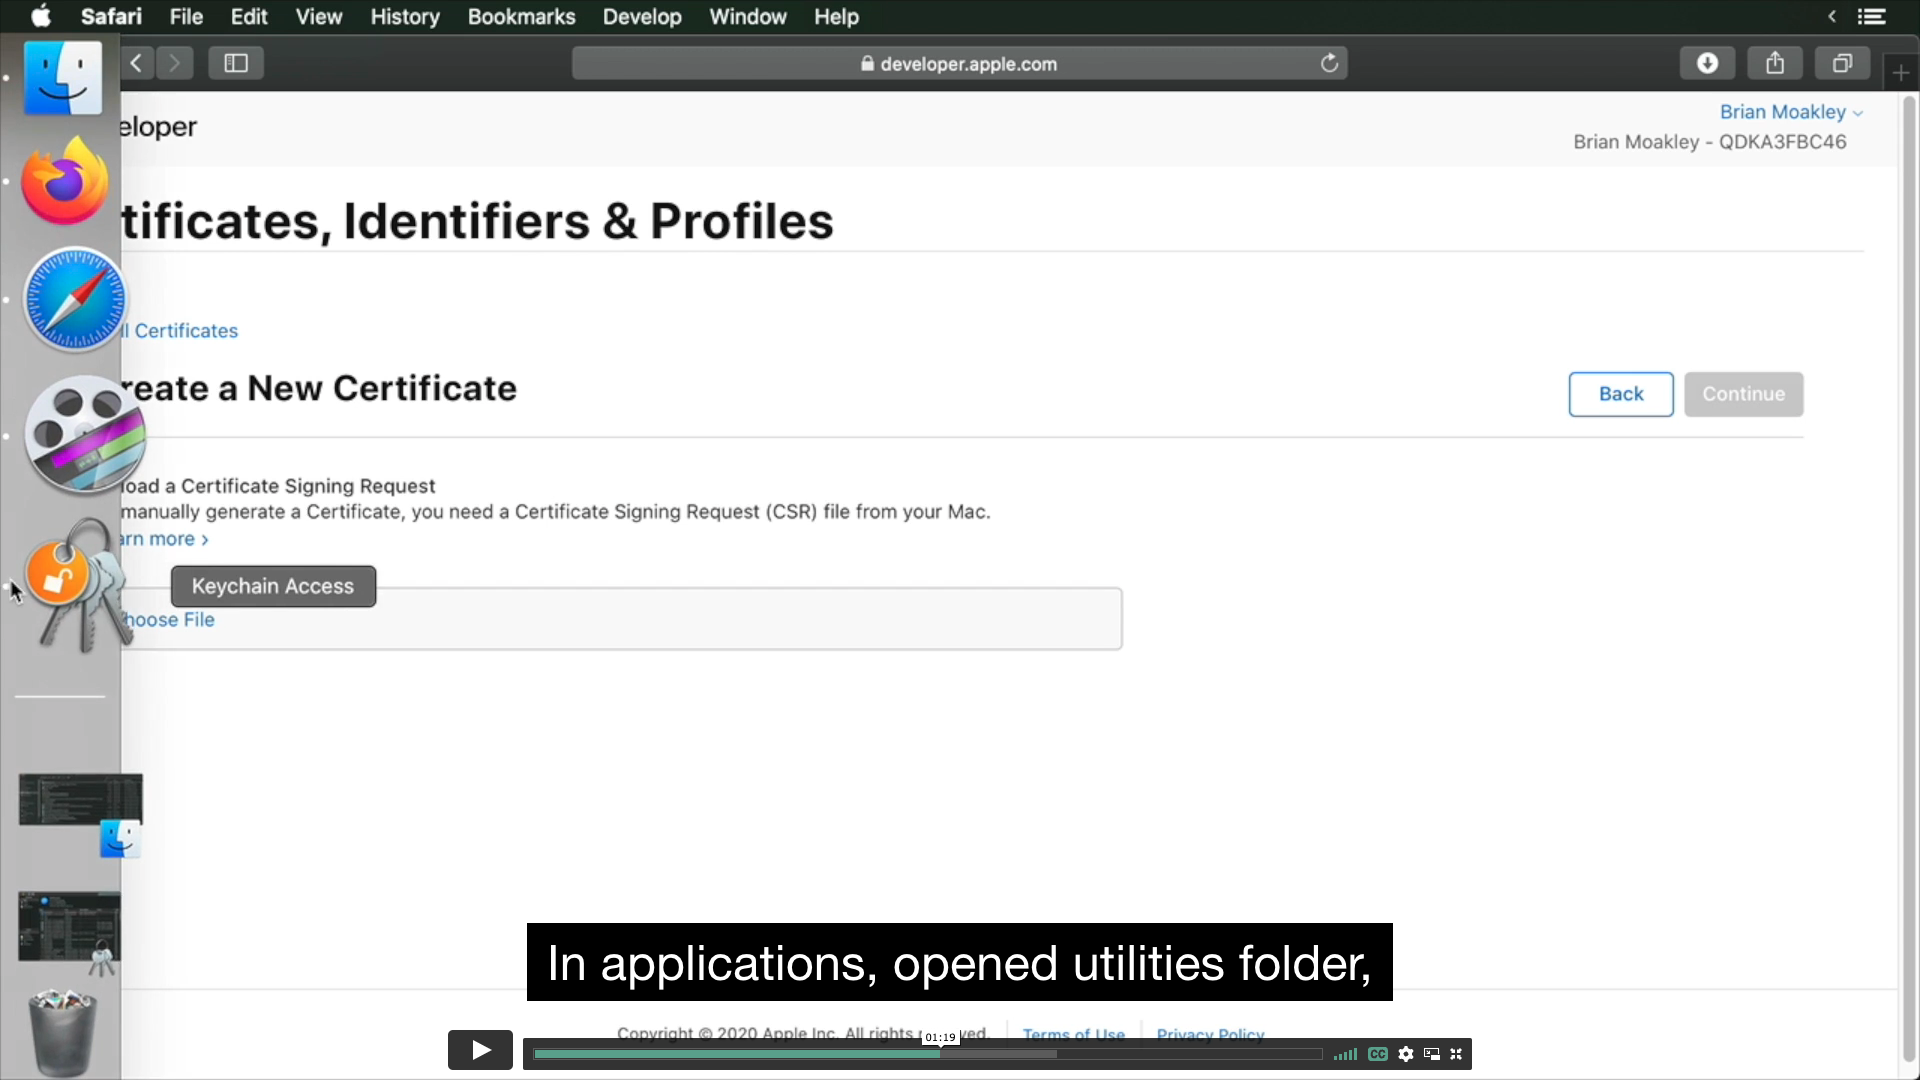 Safari File Edit View History Bookmarks Develop Window Help
developer.apple.com
eloper
Brian Moakley
Brian Moakley - QDKA3FBC46
tificates, Identifiers & Profiles
ll Certificates
reate a New Certificate
Back
Continue
load a Certificate Signing Request
manually generate a Certificate, you need a Certificate Signing Request (CSR) file from your Mac.
arn more >
Keychain Access
hoose File
In applications, opened utilities folder,
Copyright © 2020 Apple Inc. All rights ved. Terms of Use Privacy Policy
01:19
CC